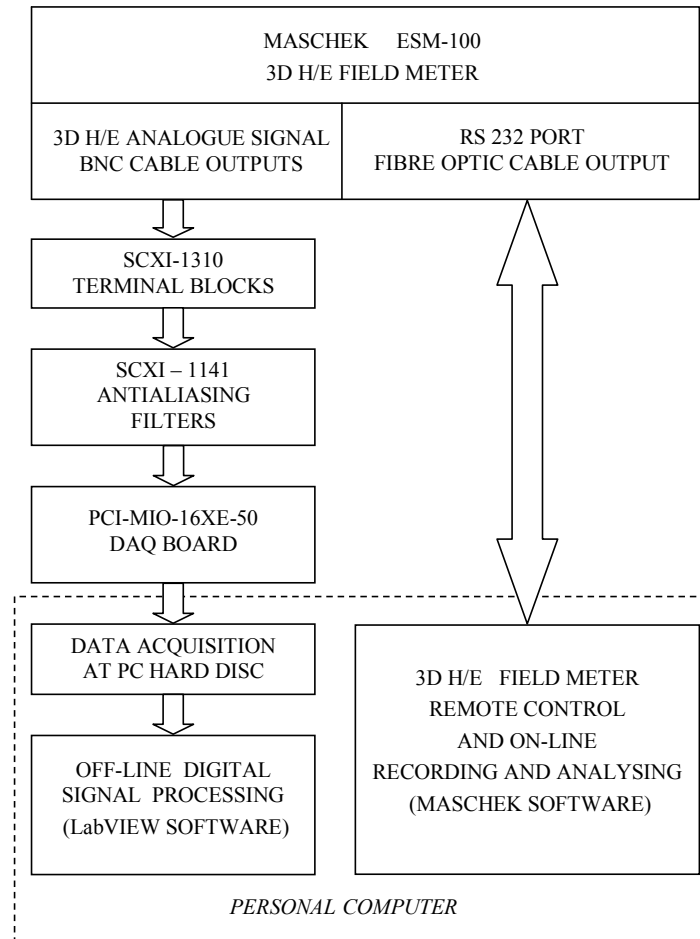 MASCHEK ESM-100
3D H/E FIELD METER
3D H/E ANALOGUE SIGNAL
BNC CABLE OUTPUTS
RS 232 PORT
FIBRE OPTIC CABLE OUTPUT
SCXI-1310
TERMINAL BLOCKS
SCXI – 1141
ANTIALIASING
FILTERS
PCI-MIO-16XE-50
DAQ BOARD
DATA ACQUISITION
AT PC HARD DISC
OFF-LINE DIGITAL
SIGNAL PROCESSING
(LabVIEW SOFTWARE)
3D H/E FIELD METER
REMOTE CONTROL
AND ON-LINE
RECORDING AND ANALYSING
(MASCHEK SOFTWARE)
PERSONAL COMPUTER